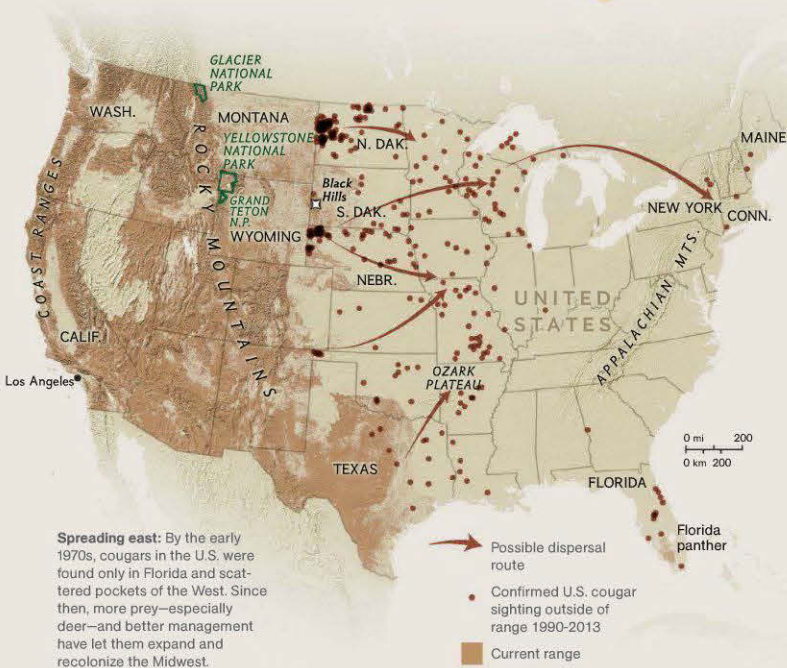 GLACIER
NATIONAL
PARK
WASH.
MONTANA
MAINE
YELLOWSTONE
NATIONAL
PARK
N. DAK.
ROCKY MOUNTAINS
COAST RANGES
Black
Hills
GRAND
TETON
N.P.
S. DAK.
NEW YORK
CONN.
WYOMING
NEBR.
UNITED
STATES
APPALACHIAN MTS.
CALIF.
Los Angeles
OZARK
PLATEAU
0 mi 200
0 km 200
TEXAS
FLORIDA
Florida
panther
Spreading east: By the early
1970s, cougars in the U.S. were
found only in Florida and scat-
tered pockets of the West. Since
then, more prey—especially
deer—and better management
have let them expand and
recolonize the Midwest.
Possible dispersal
route
Confirmed U.S. cougar
sighting outside of
range 1990-2013
Current range